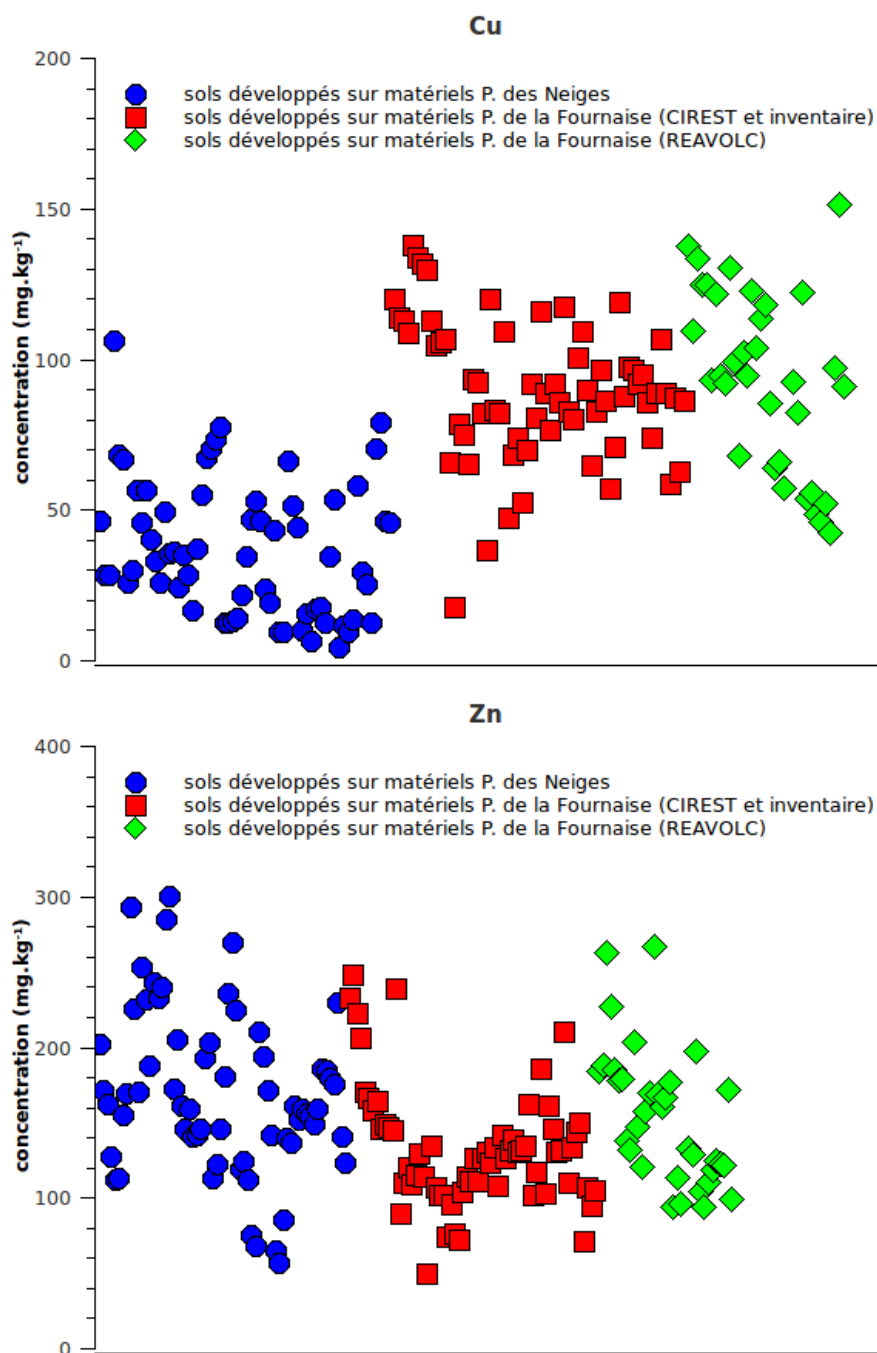 Cu
200
sols développés sur matériels P. des Neiges
sols développés sur matériels P. de la Fournaise (CIREST et inventaire)
sols développés sur matériels P. de la Fournaise (REAVOLC)
150
concentration (mg.kg⁻¹)
100
50
0
Zn
400
sols développés sur matériels P. des Neiges
sols développés sur matériels P. de la Fournaise (CIREST et inventaire)
sols développés sur matériels P. de la Fournaise (REAVOLC)
300
concentration (mg.kg⁻¹)
200
100
0